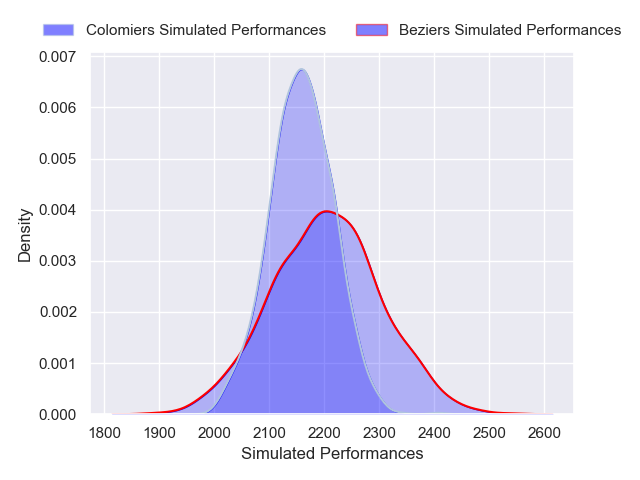 Colomiers Simulated Performances Beziers Simulated Performances
0.007
0.006
0.005
0.004
0.003
0.002
0.001
0.000
Density
1800 1900 2000 2100 2200 2300 2400 2500 2600
Simulated Performances